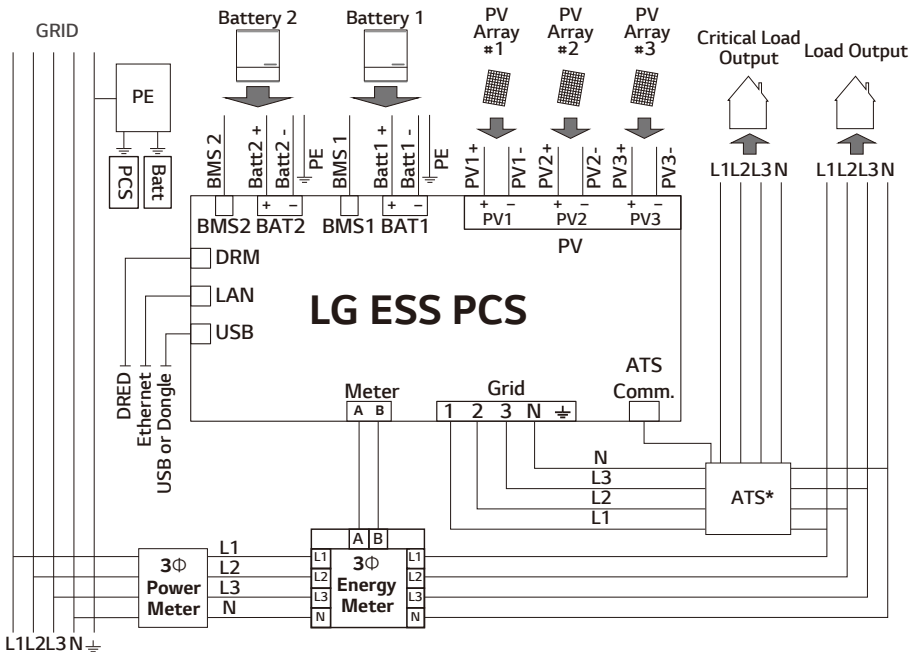 GRID
PE
PCS
Batt
Battery 2
Battery 1
PV
Array
#1
PV
Array
#2
PV
Array
#3
Critical Load
Output
Load Output
BMS 2
Batt2 +
Batt2 -
PE
BMS 1
Batt1 +
Batt1 -
PE
PV1+
PV1-
PV2+
PV2-
PV3+
PV3-
L1L2L3 N
L1L2L3 N
+ −
+ −
+ −
+ −
+ −
BMS2 BAT2
BMS1 BAT1
PV1
PV2
PV3
PV
DRM
LAN
USB
LG ESS PCS
DRED
Ethernet
USB or Dongle
Meter
A B
Grid
1 2 3 N ⏚
ATS
Comm.
N
L3
L2
L1
ATS*
A B
3Φ
Power
Meter
L1
L2
L3
N
L1
L2
L3
N
3Φ
Energy
Meter
L1
L2
L3
N
L1L2L3 N ⏚